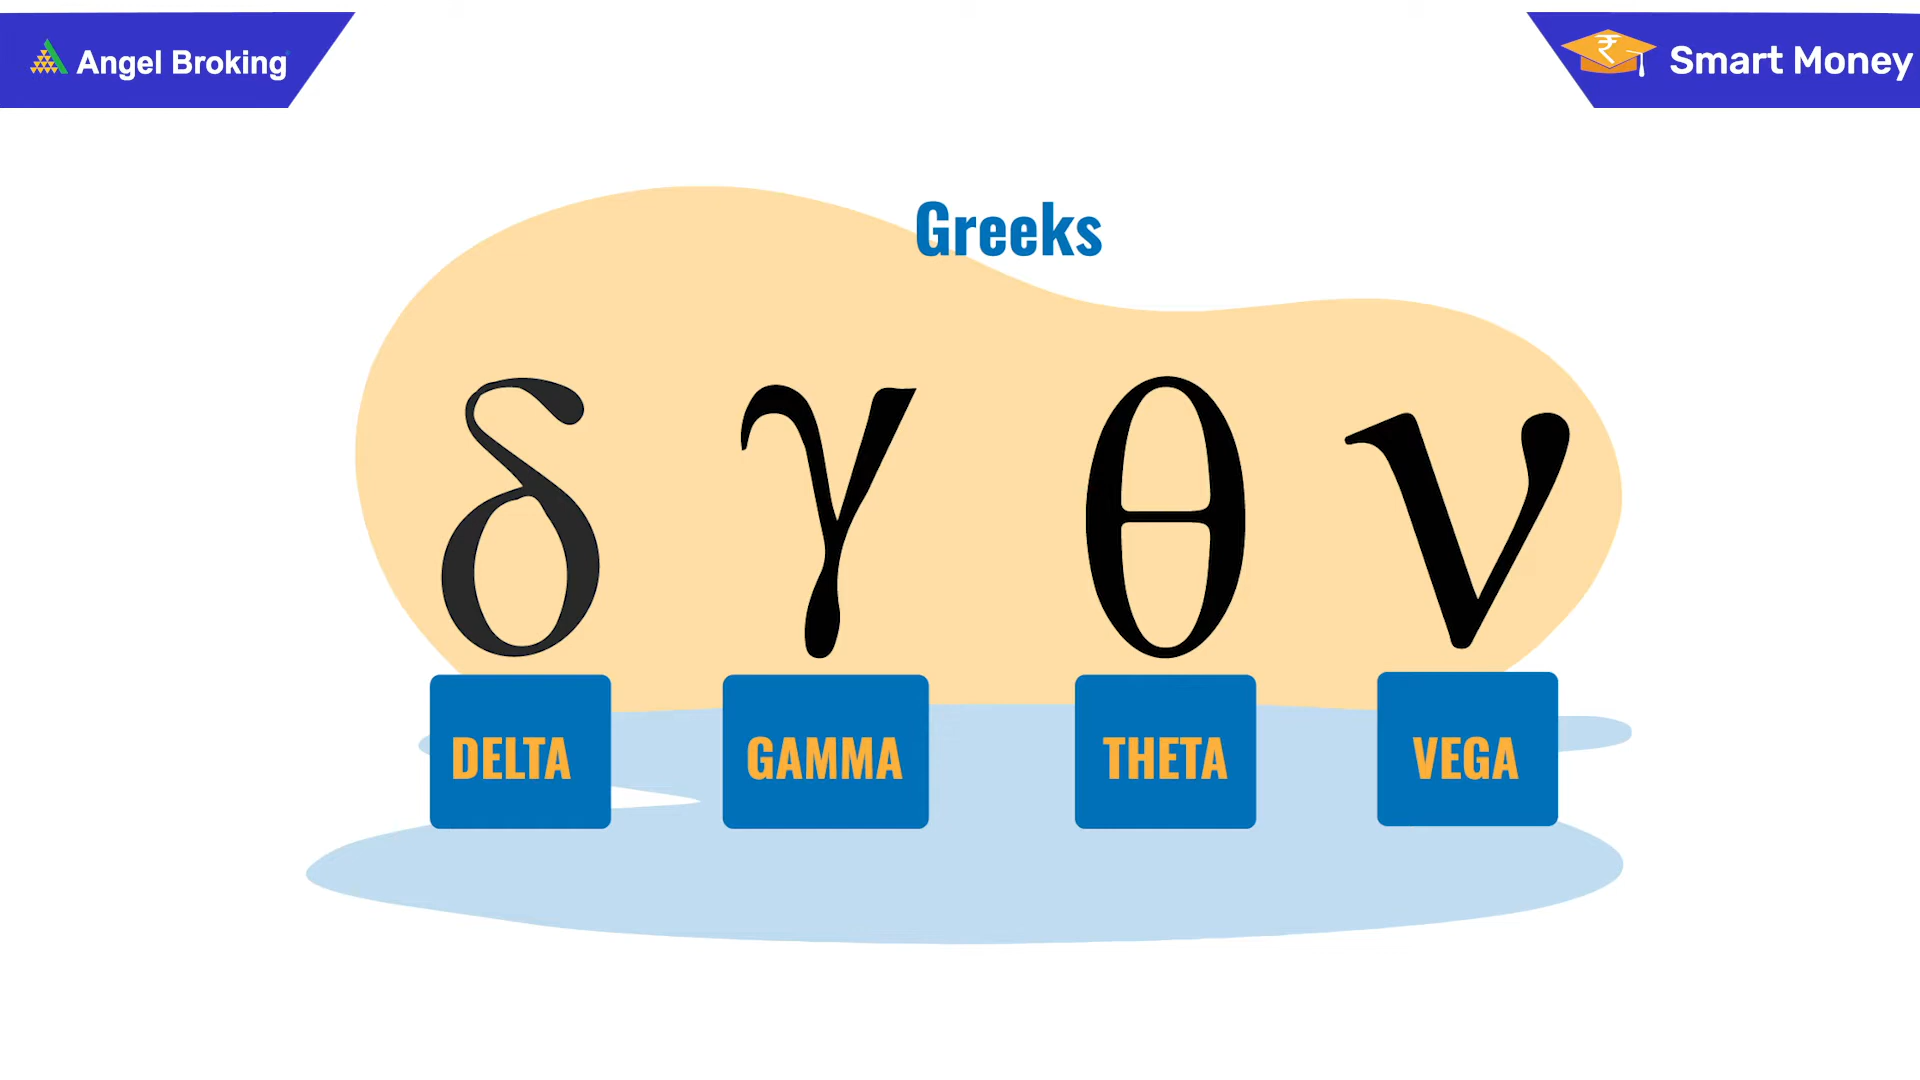 Angel Broking
Smart Money
Greeks
δ γ θ ν
DELTA GAMMA THETA VEGA